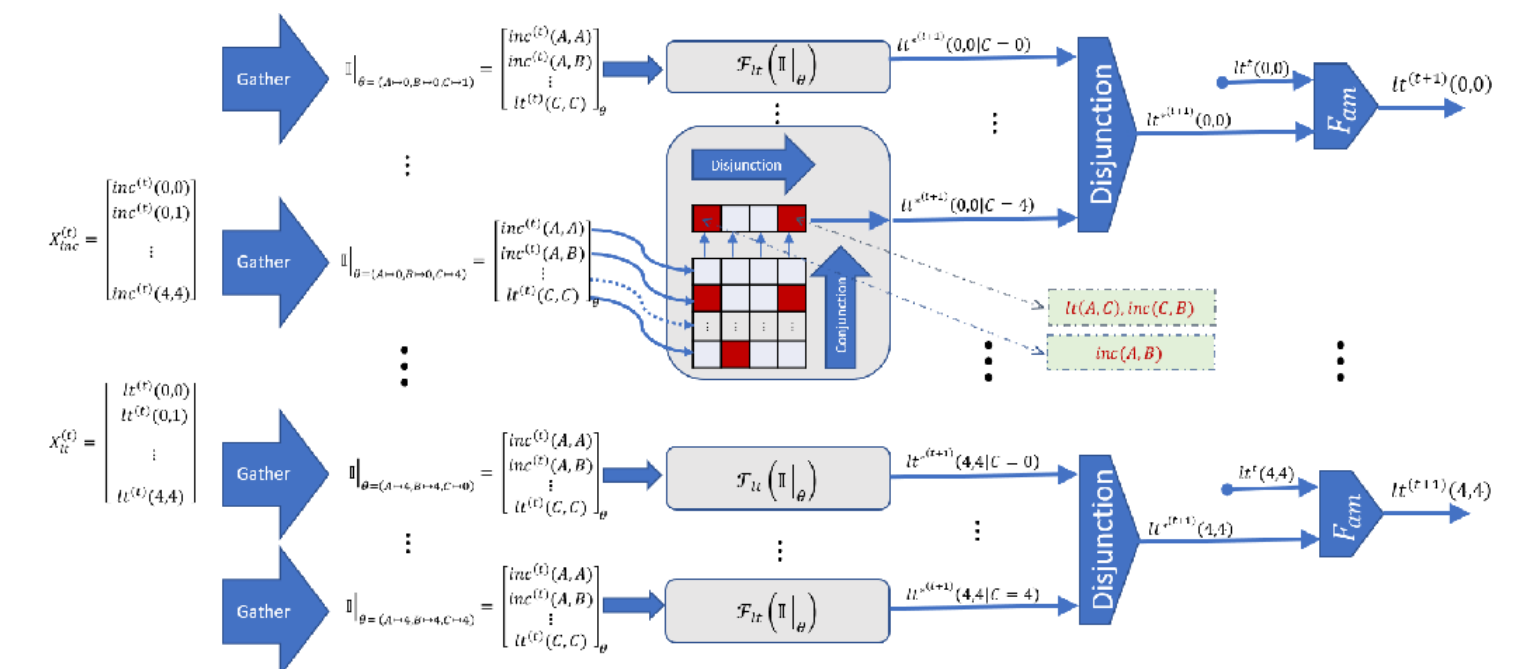 Gather
𝕀|θ=(A↦0,B↦0,C↦1) =
[inc^(t)(A, A)
inc^(t)(A, B)
⋮
lt^(t)(C, C)]θ
ℱlt(𝕀|θ)
lt*^(t+1)(0,0|C = 0)
Disjunction
lt^t(0,0)
lt*^(t+1)(0,0)
Fam
lt^(t+1)(0,0)
X_inc^(t) =
[inc^(t)(0,0)
inc^(t)(0,1)
⋮
inc^(t)(4,4)]
Gather
𝕀|θ=(A↦0,B↦0,C↦4) =
[inc^(t)(A, A)
inc^(t)(A, B)
⋮
lt^(t)(C, C)]θ
Disjunction
Conjunction
lt*^(t+1)(0,0|C = 4)
lt(A, C), inc(C, B)
inc(A, B)
X_lt^(t) =
[lt^(t)(0,0)
lt^(t)(0,1)
⋮
lt^(t)(4,4)]
Gather
𝕀|θ=(A↦4,B↦4,C↦0) =
[inc^(t)(A, A)
inc^(t)(A, B)
⋮
lt^(t)(C, C)]θ
ℱlt(𝕀|θ)
lt*^(t+1)(4,4|C = 0)
Disjunction
lt^t(4,4)
lt*^(t+1)(4,4)
Fam
lt^(t+1)(4,4)
Gather
𝕀|θ=(A↦4,B↦4,C↦4) =
[inc^(t)(A, A)
inc^(t)(A, B)
⋮
lt^(t)(C, C)]θ
ℱlt(𝕀|θ)
lt*^(t+1)(4,4|C = 4)